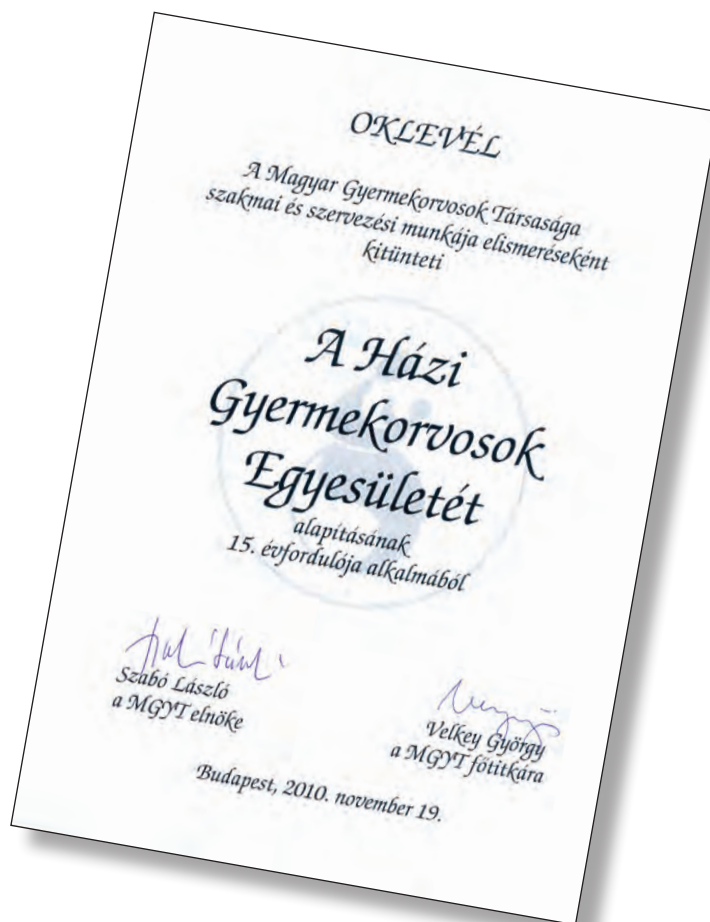 OKLEVÉL
A Magyar Gyermekorvosok Társasága
szakmai és szervezési munkája elismeréseként
kitünteti
A Házi
Gyermekorvosok
Egyesületét
alapításának
15. évfordulója alkalmából
Szabó László
a MGYT elnöke
Velkey György
a MGYT főtitkára
Budapest, 2010. november 19.